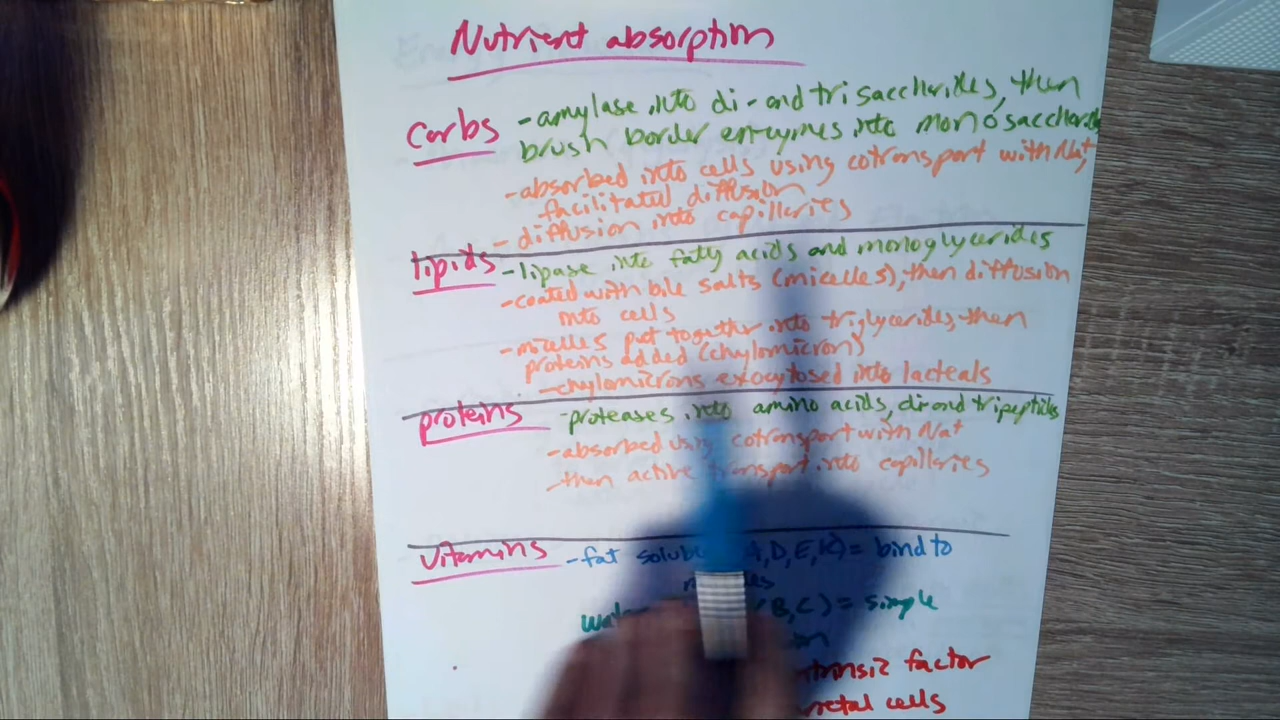 Nutrient absorption
Carbs - amylase into di- and trisaccharides, then
brush border enzymes into monosaccharides
- absorbed into cells using cotransport with Na+,
facilitated diffusion
- diffusion into capillaries
lipids - lipase into fatty acids and monoglycerides
- coated with bile salts (micelles), then diffusion
into cells
- micelles put together into triglycerides, then
proteins added (chylomicron)
- chylomicrons exocytosed into lacteals
proteins - proteases into amino acids, di and tripeptides
- absorbed using cotransport with Na+
then active transport into capillaries
vitamins - fat A,D,E,K) = bind to
B,C) = simple
factor
cells